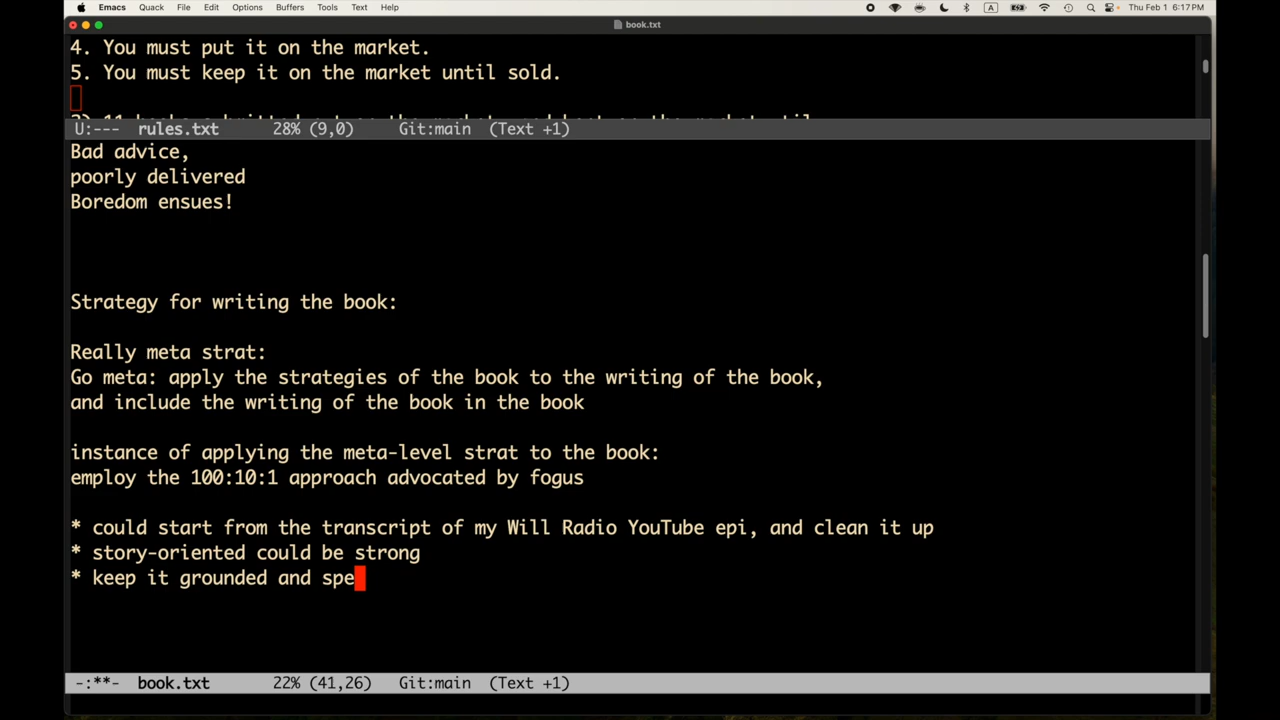 Emacs Quack File Edit Options Buffers Tools Text Help A Thu Feb 1 6:17 PM
book.txt
4. You must put it on the market.
5. You must keep it on the market until sold.
U:--- rules.txt 28% (9,0) Git:main (Text +1)
Bad advice,
poorly delivered
Boredom ensues!
Strategy for writing the book:
Really meta strat:
Go meta: apply the strategies of the book to the writing of the book,
and include the writing of the book in the book
instance of applying the meta-level strat to the book:
employ the 100:10:1 approach advocated by fogus
* could start from the transcript of my Will Radio YouTube epi, and clean it up
* story-oriented could be strong
* keep it grounded and spe
-:**- book.txt 22% (41,26) Git:main (Text +1)